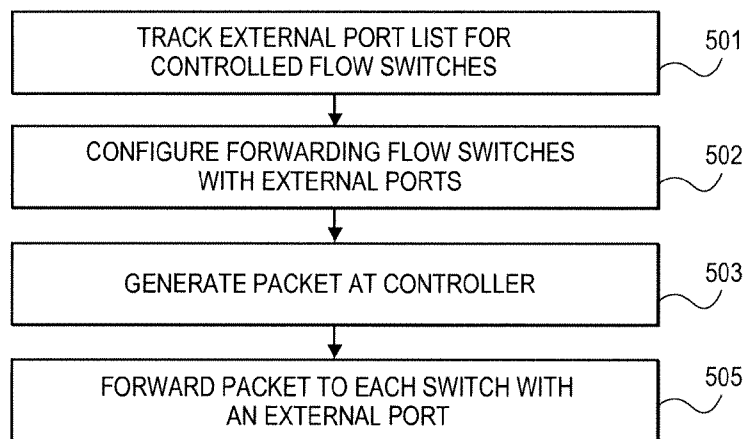 TRACK EXTERNAL PORT LIST FOR
CONTROLLED FLOW SWITCHES
501
CONFIGURE FORWARDING FLOW SWITCHES
WITH EXTERNAL PORTS
502
GENERATE PACKET AT CONTROLLER
503
FORWARD PACKET TO EACH SWITCH WITH
AN EXTERNAL PORT
505